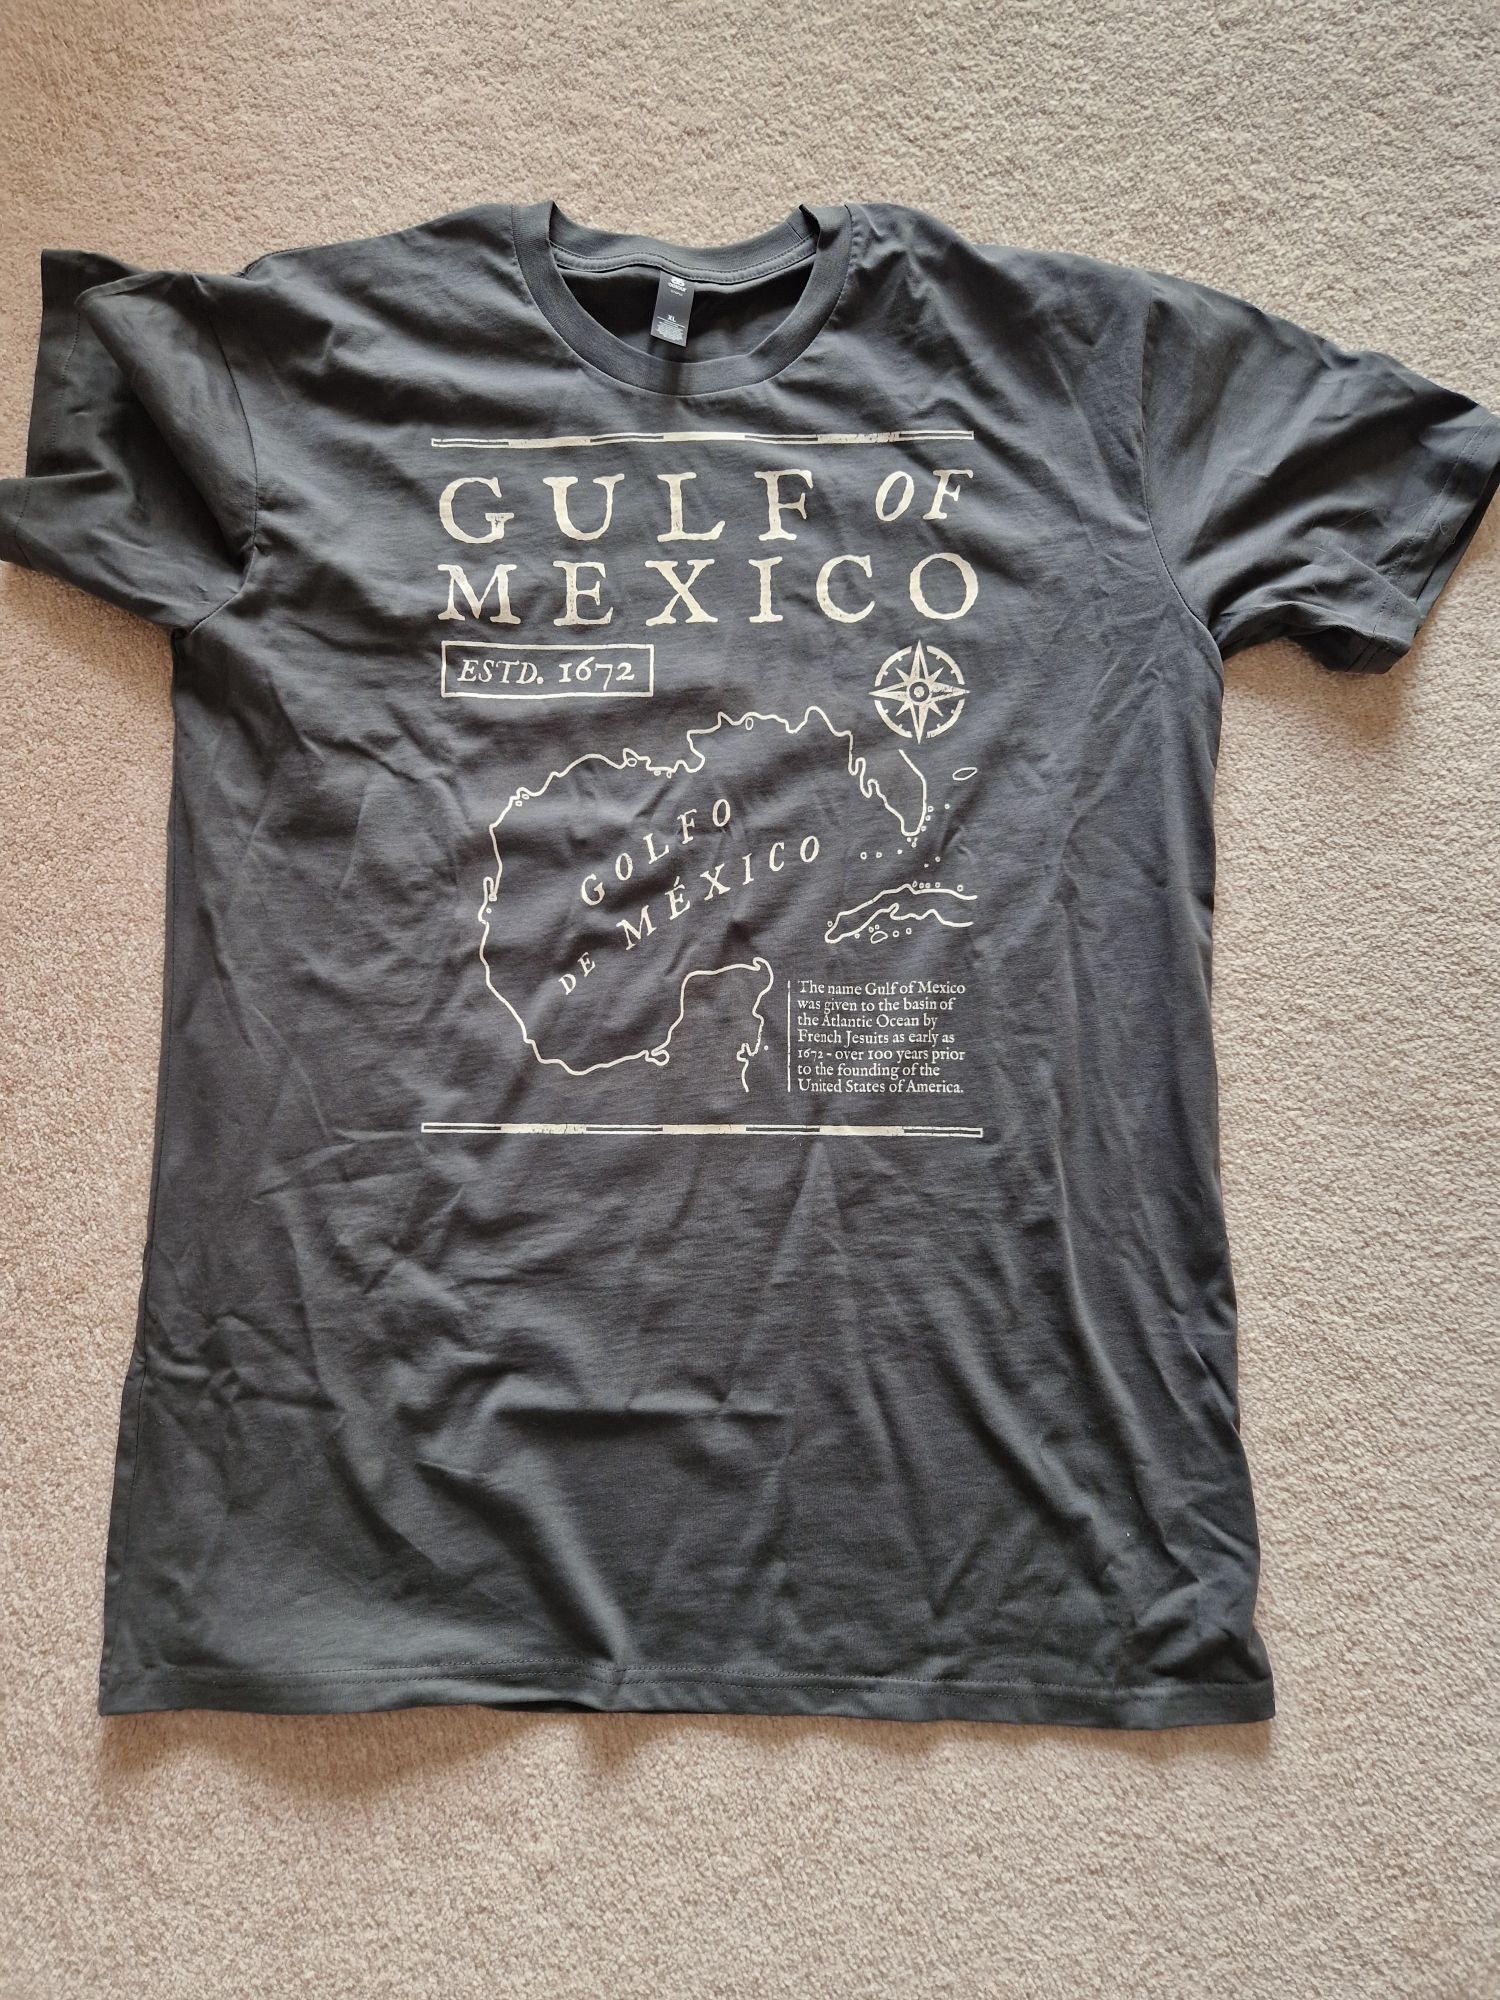 XL
GULF OF
MEXICO
ESTD. 1672
GOLFO
DE MÉXICO
The name Gulf of Mexico
was given to the basin of
the Atlantic Ocean by
French Jesuits as early as
1672 - over 100 years prior
to the founding of the
United States of America.